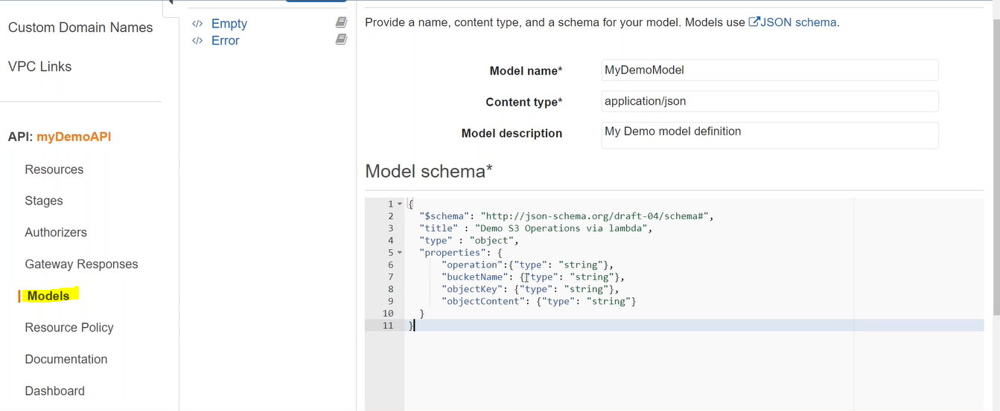 Custom Domain Names
VPC Links
API: myDemoAPI
Resources
Stages
Authorizers
Gateway Responses
Models
Resource Policy
Documentation
Dashboard
Empty
Error
Provide a name, content type, and a schema for your model. Models use JSON schema.
Model name* MyDemoModel
Content type* application/json
Model description My Demo model definition
Model schema*
1 {
2 "$schema": "http://json-schema.org/draft-04/schema#",
3 "title" : "Demo S3 Operations via lambda",
4 "type" : "object",
5 "properties": {
6 "operation":{"type": "string"},
7 "bucketName": {"type": "string"},
8 "objectKey": {"type": "string"},
9 "objectContent": {"type": "string"}
10 }
11 }